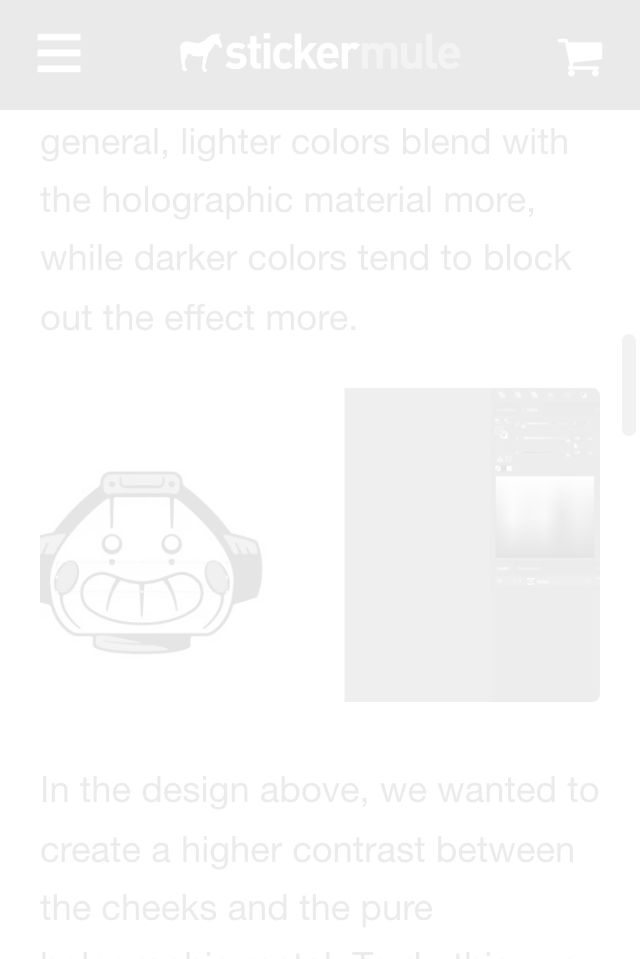 stickermule
general, lighter colors blend with
the holographic material more,
while darker colors tend to block
out the effect more.
In the design above, we wanted to
create a higher contrast between
the cheeks and the pure